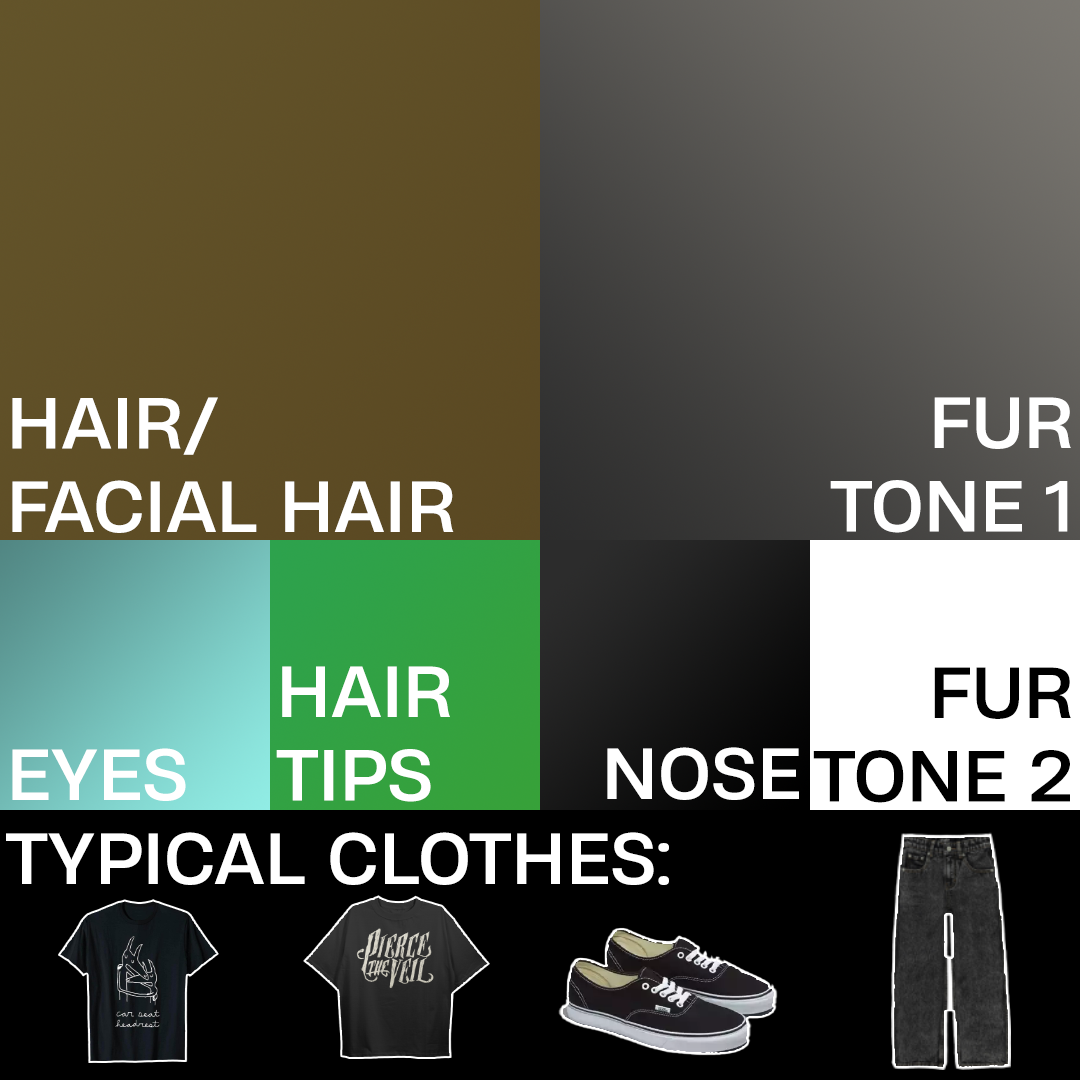 HAIR/
FACIAL HAIR
FUR
TONE 1
EYES
HAIR
TIPS
NOSE
FUR
TONE 2
TYPICAL CLOTHES:
car seat
headrest
PIERCE
THE VEIL
VANS